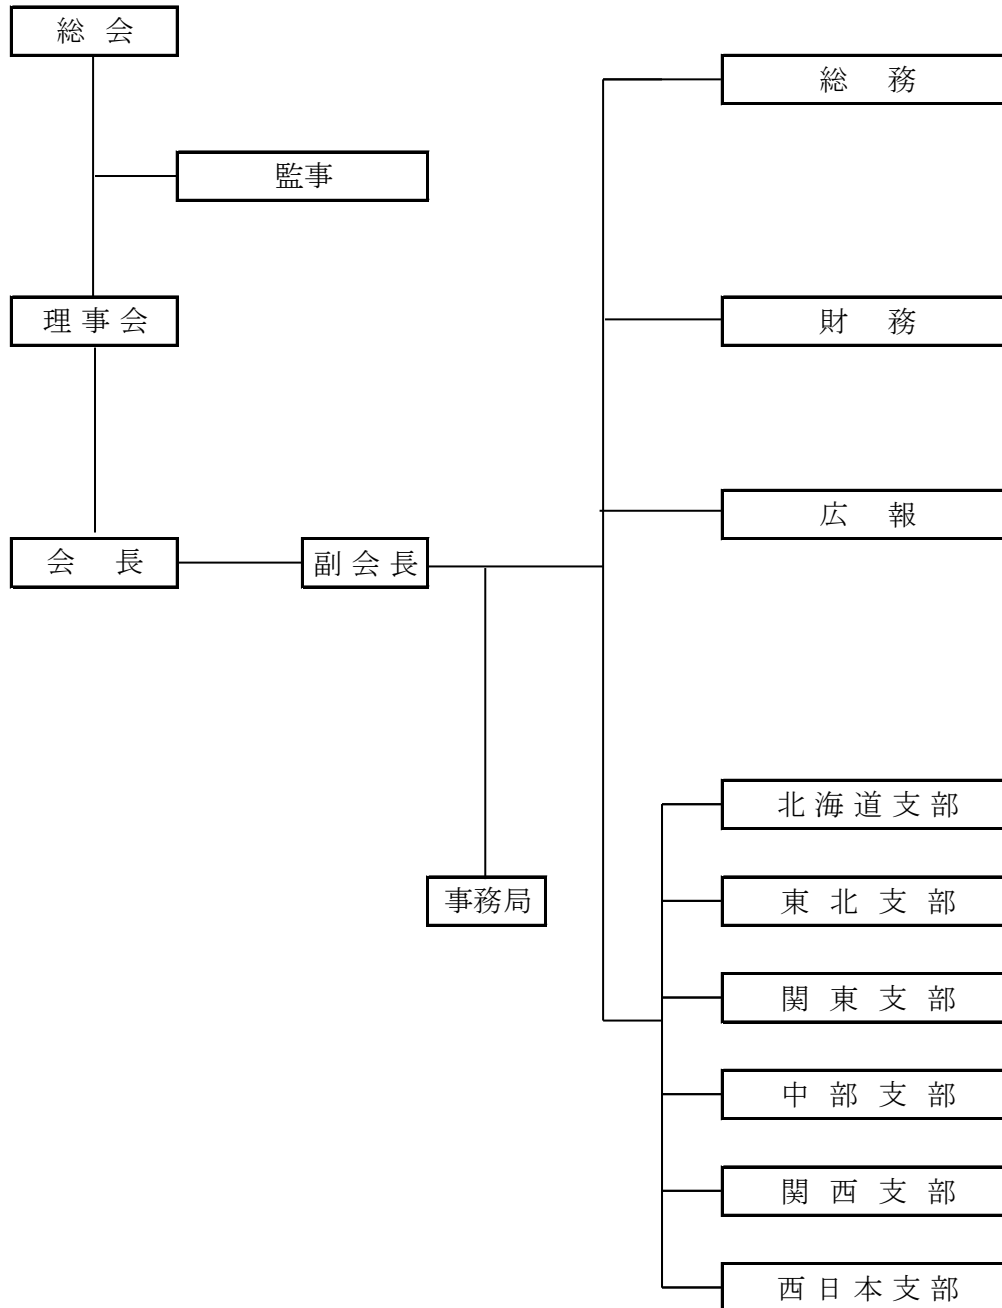 総会
総務
監事
理事会
財務
広報
会長
副会長
北海道支部
事務局
東北支部
関東支部
中部支部
関西支部
西日本支部